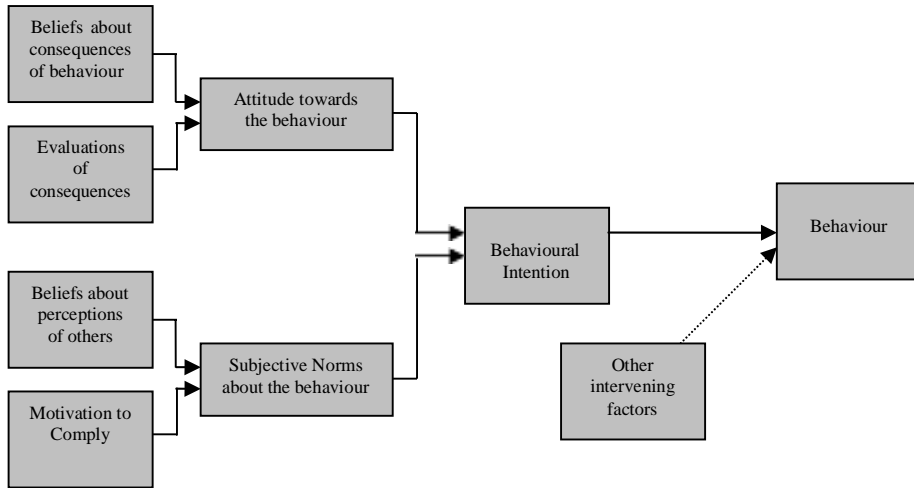 Beliefs about
consequences
of behaviour
Attitude towards
the behaviour
Evaluations
of
consequences
Behavioural
Intention
Behaviour
Beliefs about
perceptions
of others
Subjective Norms
about the behaviour
Motivation to
Comply
Other
intervening
factors